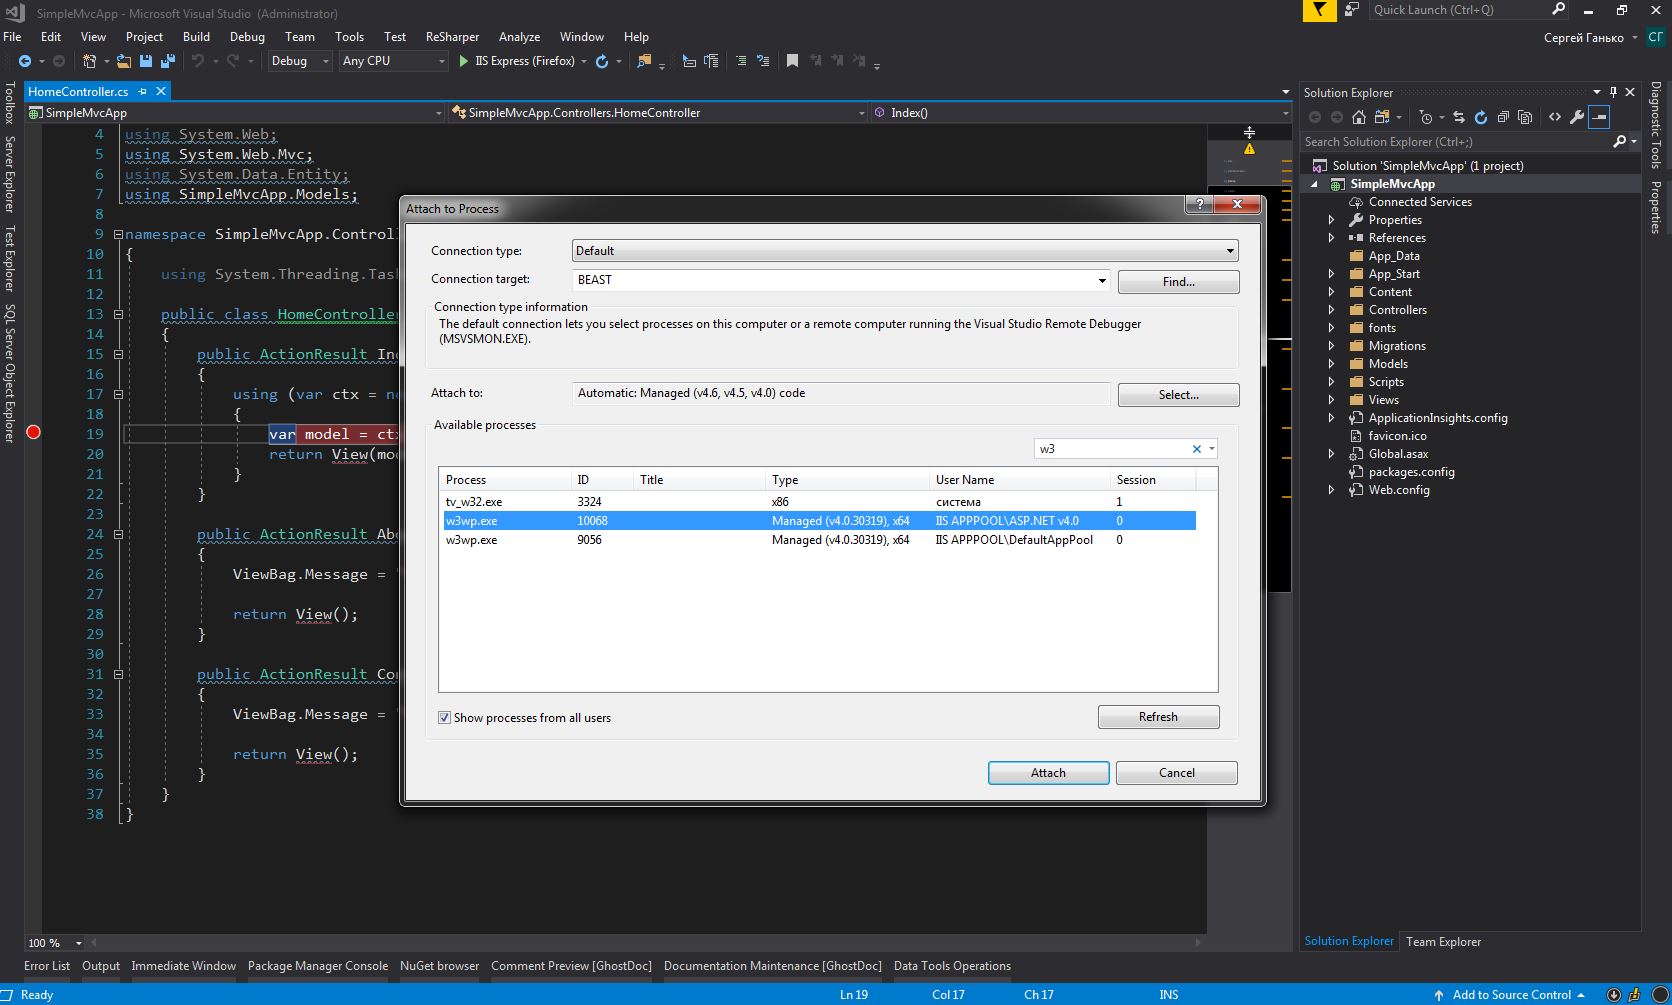 SimpleMvcApp - Microsoft Visual Studio (Administrator)
Quick Launch (Ctrl+Q)
File Edit View Project Build Debug Team Tools Test ReSharper Analyze Window Help
Сергей Ганько СГ
Debug Any CPU IIS Express (Firefox)
Toolbox
Server Explorer
Test Explorer
SQL Server Object Explorer
HomeController.cs
SimpleMvcApp SimpleMvcApp.Controllers.HomeController Index()
4 using System.Web;
5 using System.Web.Mvc;
6 using System.Data.Entity;
7 using SimpleMvcApp.Models;
8
9 namespace SimpleMvcApp.Controll
10 {
11 using System.Threading.Tas
12
13 public class HomeController
14 {
15 public ActionResult In
16 {
17 using (var ctx = n
18 {
19 var model = ct
20 return View(mo
21 }
22 }
23
24 public ActionResult Ab
25 {
26 ViewBag.Message =
27
28 return View();
29 }
30
31 public ActionResult Co
32 {
33 ViewBag.Message =
34
35 return View();
36 }
37 }
38 }
100 %
Attach to Process
?
Connection type: Default
Connection target: BEAST Find...
Connection type information
The default connection lets you select processes on this computer or a remote computer running the Visual Studio Remote Debugger
(MSVSMON.EXE).
Attach to: Automatic: Managed (v4.6, v4.5, v4.0) code Select...
Available processes
w3
Process ID Title Type User Name Session
tv_w32.exe 3324 x86 система 1
w3wp.exe 10068 Managed (v4.0.30319), x64 IIS APPPOOL\ASP.NET v4.0 0
w3wp.exe 9056 Managed (v4.0.30319), x64 IIS APPPOOL\DefaultAppPool 0
Show processes from all users Refresh
Attach Cancel
Solution Explorer
Search Solution Explorer (Ctrl+;)
Solution 'SimpleMvcApp' (1 project)
SimpleMvcApp
Connected Services
Properties
References
App_Data
App_Start
Content
Controllers
fonts
Migrations
Models
Scripts
Views
ApplicationInsights.config
favicon.ico
Global.asax
packages.config
Web.config
Solution Explorer Team Explorer
Diagnostic Tools
Properties
Error List Output Immediate Window Package Manager Console NuGet browser Comment Preview [GhostDoc] Documentation Maintenance [GhostDoc] Data Tools Operations
Ready Ln 19 Col 17 Ch 17 INS Add to Source Control